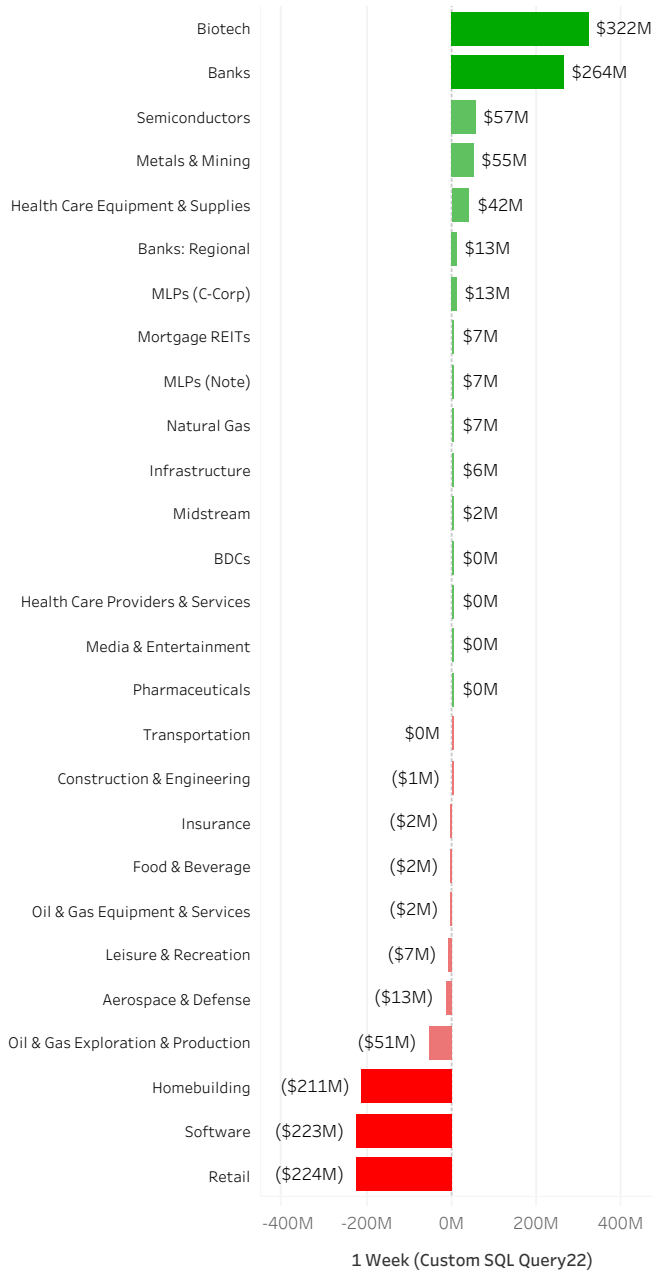 Biotech $322M
Banks $264M
Semiconductors $57M
Metals & Mining $55M
Health Care Equipment & Supplies $42M
Banks: Regional $13M
MLPs (C-Corp) $13M
Mortgage REITs $7M
MLPs (Note) $7M
Natural Gas $7M
Infrastructure $6M
Midstream $2M
BDCs $0M
Health Care Providers & Services $0M
Media & Entertainment $0M
Pharmaceuticals $0M
Transportation $0M
Construction & Engineering ($1M)
Insurance ($2M)
Food & Beverage ($2M)
Oil & Gas Equipment & Services ($2M)
Leisure & Recreation ($7M)
Aerospace & Defense ($13M)
Oil & Gas Exploration & Production ($51M)
Homebuilding ($211M)
Software ($223M)
Retail ($224M)
-400M -200M 0M 200M 400M
1 Week (Custom SQL Query22)